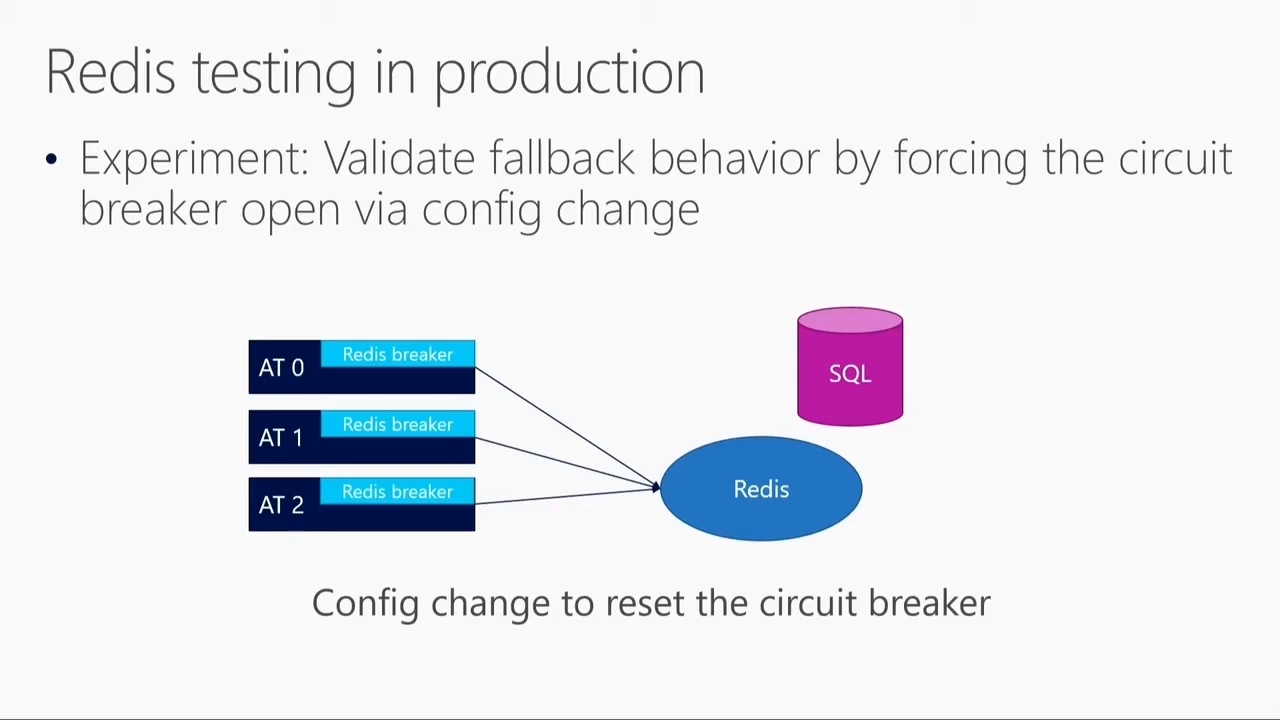 Redis testing in production
• Experiment: Validate fallback behavior by forcing the circuit
breaker open via config change
SQL
AT 0
Redis breaker
AT 1
Redis breaker
AT 2
Redis breaker
Redis
Config change to reset the circuit breaker